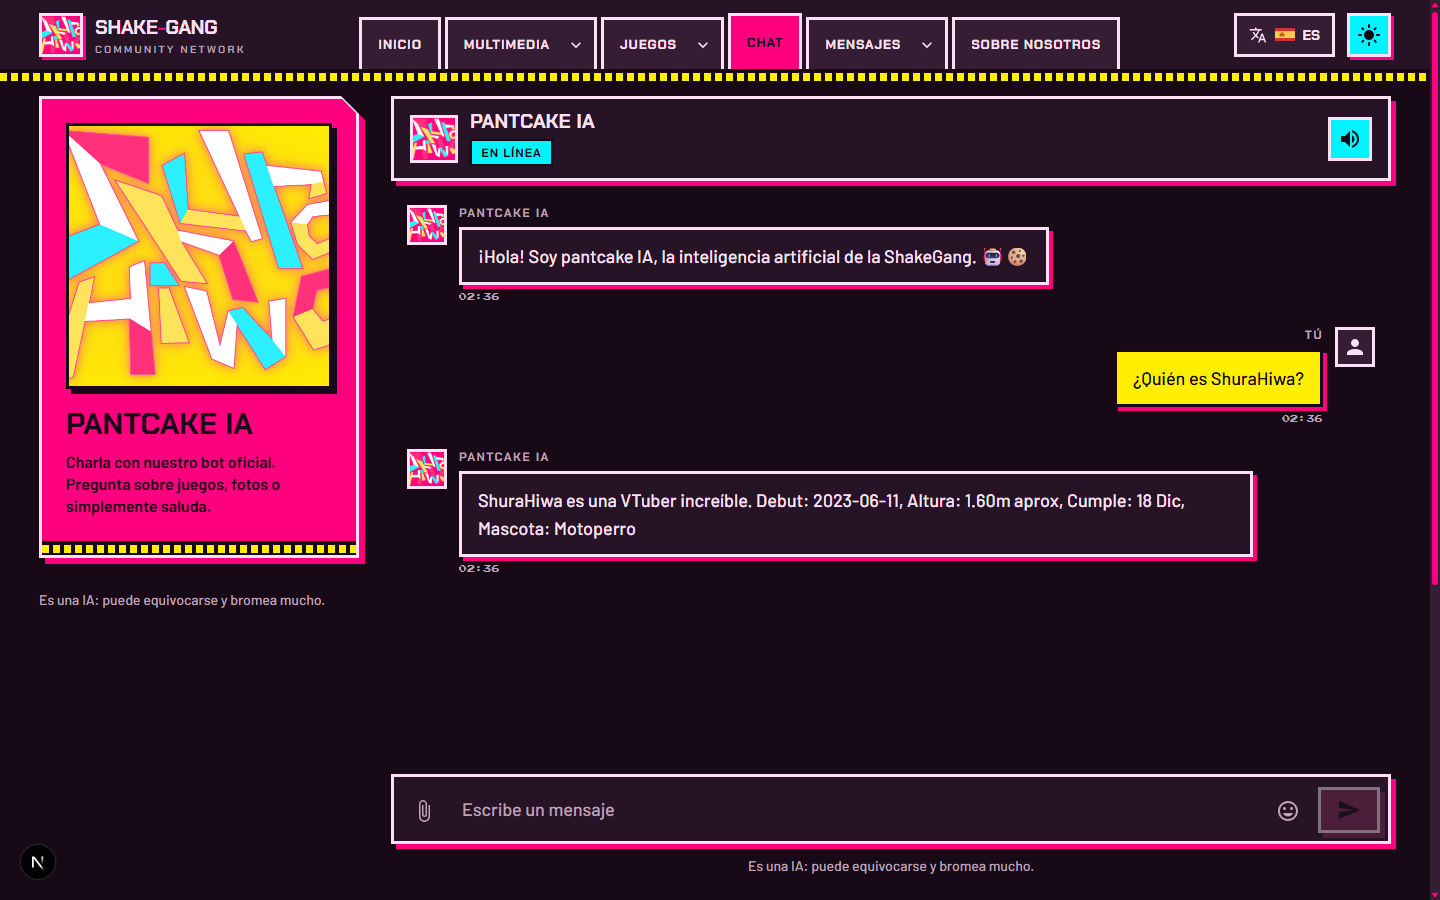 SHAKE-GANG
COMMUNITY NETWORK
INICIO
MULTIMEDIA
JUEGOS
CHAT
MENSAJES
SOBRE NOSOTROS
ES
PANTCAKE IA
Charla con nuestro bot oficial.
Pregunta sobre juegos, fotos o
simplemente saluda.
Es una IA: puede equivocarse y bromea mucho.
PANTCAKE IA
EN LÍNEA
PANTCAKE IA
¡Hola! Soy pantcake IA, la inteligencia artificial de la ShakeGang. 🤖 🍪
02:36
TÚ
¿Quién es ShuraHiwa?
02:36
PANTCAKE IA
ShuraHiwa es una VTuber increíble. Debut: 2023-06-11, Altura: 1.60m aprox, Cumple: 18 Dic,
Mascota: Motoperro
02:36
Escribe un mensaje
Es una IA: puede equivocarse y bromea mucho.
N